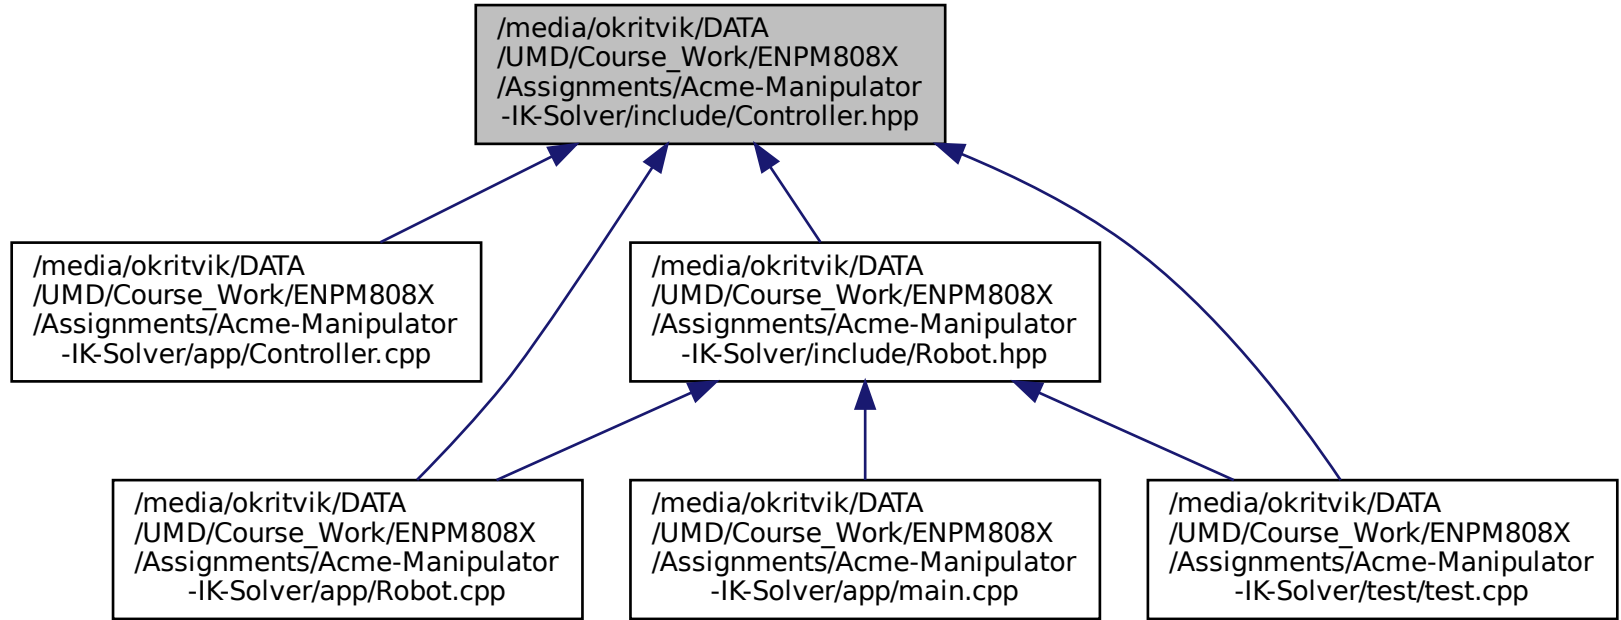 /media/okritvik/DATA
/UMD/Course_Work/ENPM808X
/Assignments/Acme-Manipulator
-IK-Solver/include/Controller.hpp
/media/okritvik/DATA
/UMD/Course_Work/ENPM808X
/Assignments/Acme-Manipulator
-IK-Solver/app/Controller.cpp
/media/okritvik/DATA
/UMD/Course_Work/ENPM808X
/Assignments/Acme-Manipulator
-IK-Solver/include/Robot.hpp
/media/okritvik/DATA
/UMD/Course_Work/ENPM808X
/Assignments/Acme-Manipulator
-IK-Solver/app/Robot.cpp
/media/okritvik/DATA
/UMD/Course_Work/ENPM808X
/Assignments/Acme-Manipulator
-IK-Solver/app/main.cpp
/media/okritvik/DATA
/UMD/Course_Work/ENPM808X
/Assignments/Acme-Manipulator
-IK-Solver/test/test.cpp